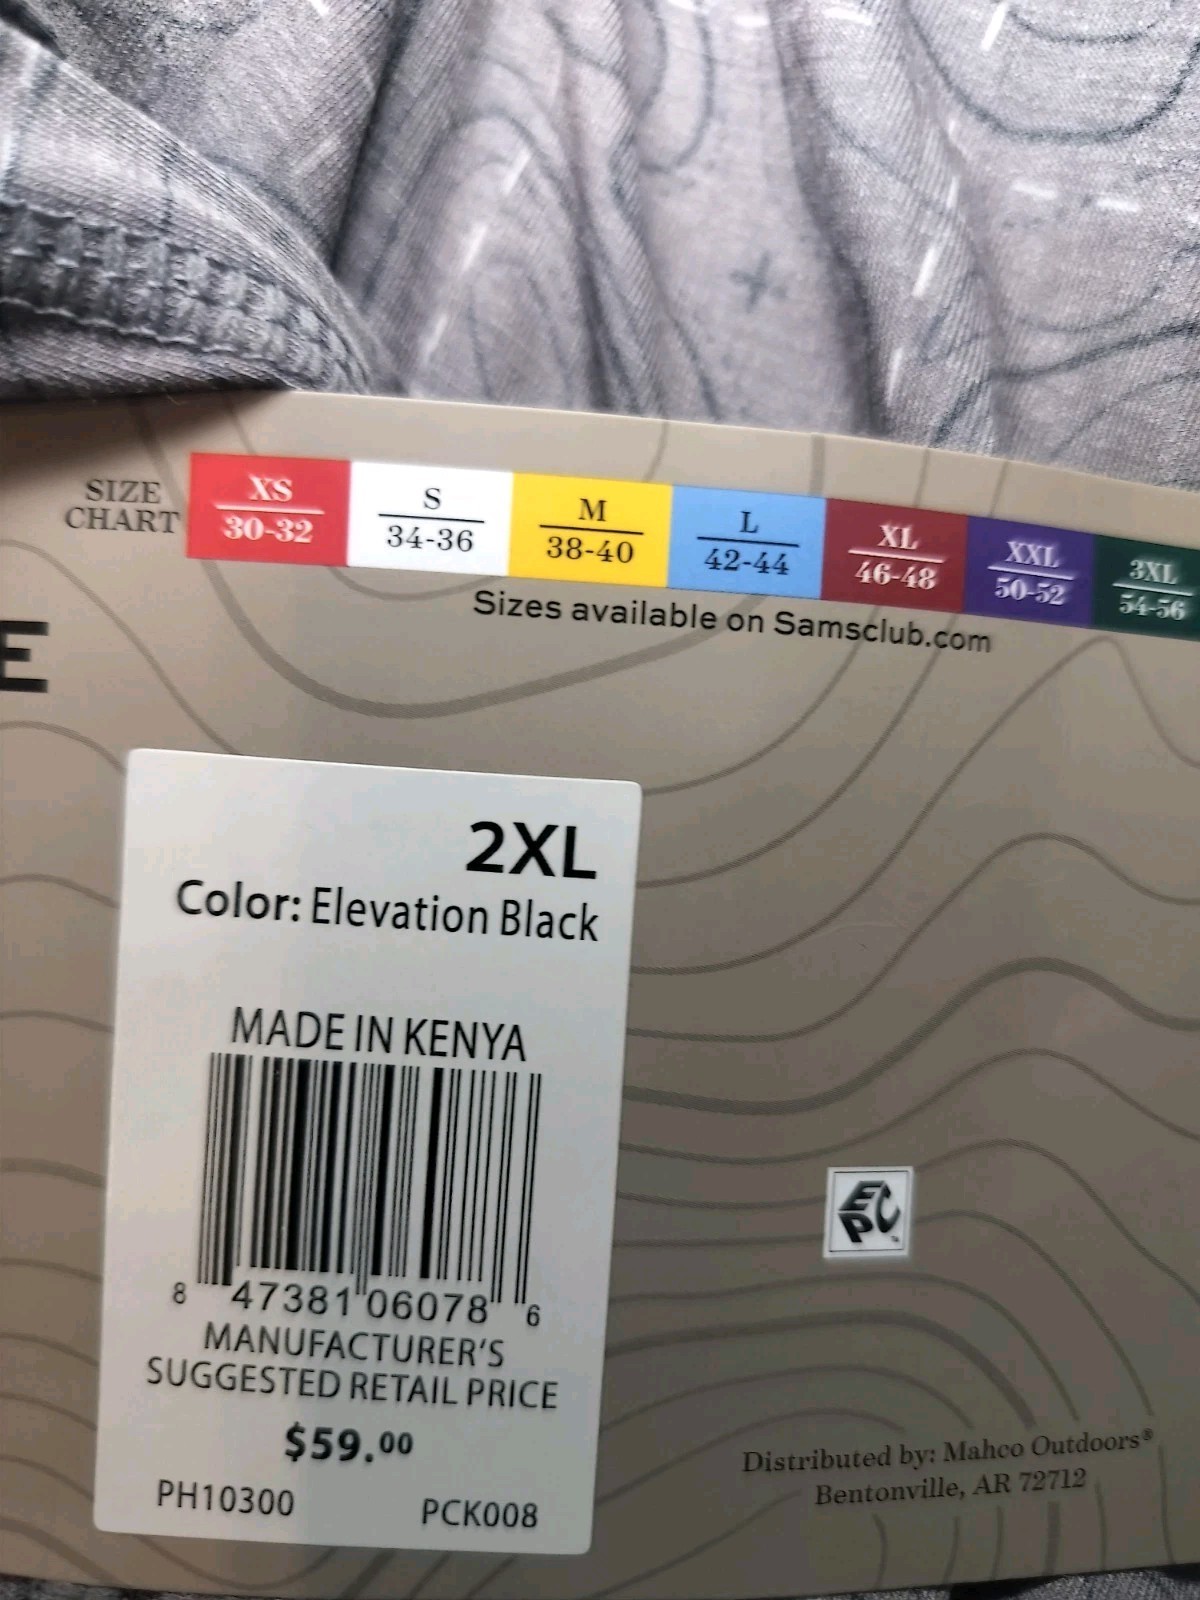 SIZE CHART
XS S M L XL XXL 3XL
30-32 34-36 38-40 42-44 46-48 50-52 54-56
Sizes available on Samsclub.com
E
2XL
Color: Elevation Black
MADE IN KENYA
8 47381 06078 6
MANUFACTURER'S
SUGGESTED RETAIL PRICE
$59.00
PH10300 PCK008
EPC™
Distributed by: Mahco Outdoors®
Bentonville, AR 72712